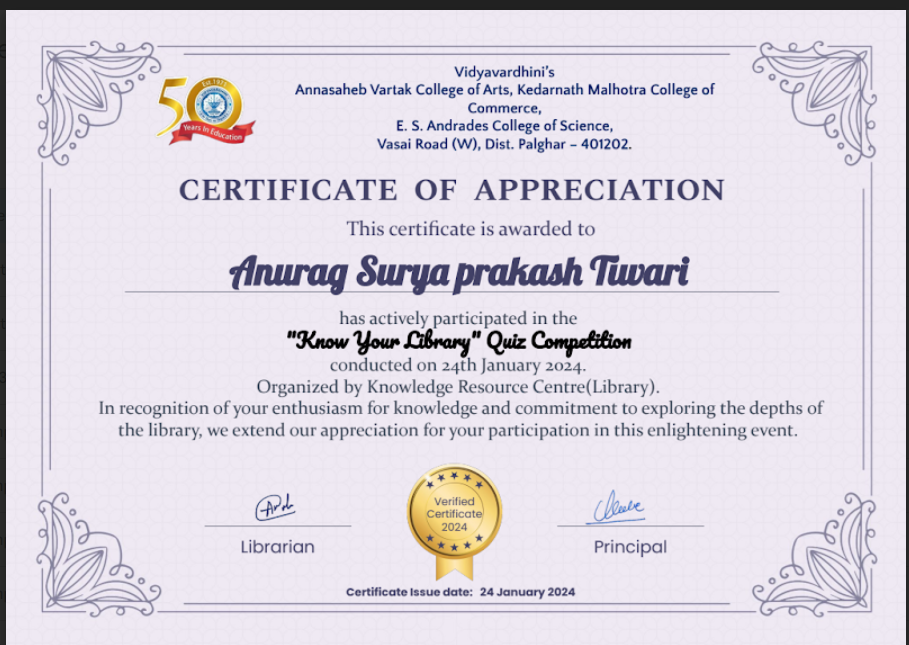 50
Years In Education
Vidyavardhini's
Annasaheb Vartak College of Arts, Kedarnath Malhotra College of
Commerce,
E. S. Andrades College of Science,
Vasai Road (W), Dist. Palghar – 401202.
CERTIFICATE OF APPRECIATION
This certificate is awarded to
Anurag Surya prakash Tiwari
has actively participated in the
"Know Your Library" Quiz Competition
conducted on 24th January 2024.
Organized by Knowledge Resource Centre(Library).
In recognition of your enthusiasm for knowledge and commitment to exploring the depths of
the library, we extend our appreciation for your participation in this enlightening event.
Verified
Certificate
2024
Librarian
Principal
Certificate Issue date: 24 January 2024